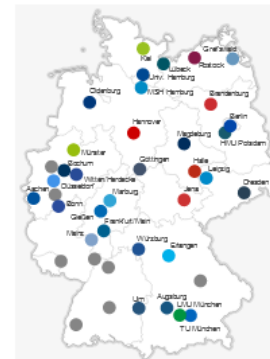 Greifswald
Kiel
Rostock
Lübeck
Univ. Hamburg
MSH Hamburg
Oldenburg
Brandenburg
Berlin
Hannover
Magdeburg
HMU Potsdam
Münster
Göttingen
Halle
Bochum
Leipzig
Witten/Herdecke
Düsseldorf
Aachen
Marburg
Dresden
Bonn
Jena
Gießen
Frankfurt/Main
Mainz
Würzburg
Erlangen
Ulm
Augsburg
LMU München
TU München